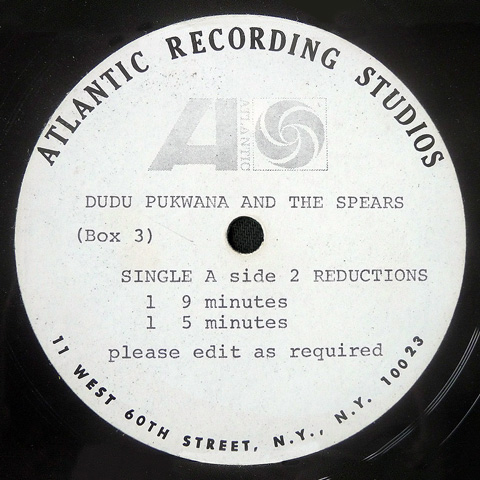 ATLANTIC RECORDING STUDIOS
ATLANTIC
DUDU PUKWANA AND THE SPEARS
(Box 3)
SINGLE A side 2 REDUCTIONS
1 9 minutes
1 5 minutes
please edit as required
11 WEST 60TH STREET, N.Y., N.Y. 10023